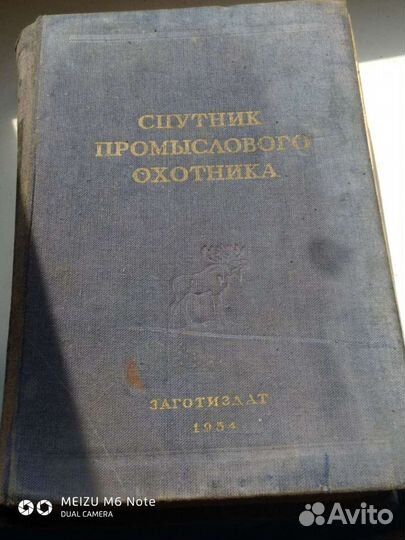 СПУТНИК
ПРОМЫСЛОВОГО
ОХОТНИКА
ЗАГОТИЗДАТ
1954
MEIZU M6 Note
DUAL CAMERA
Avito